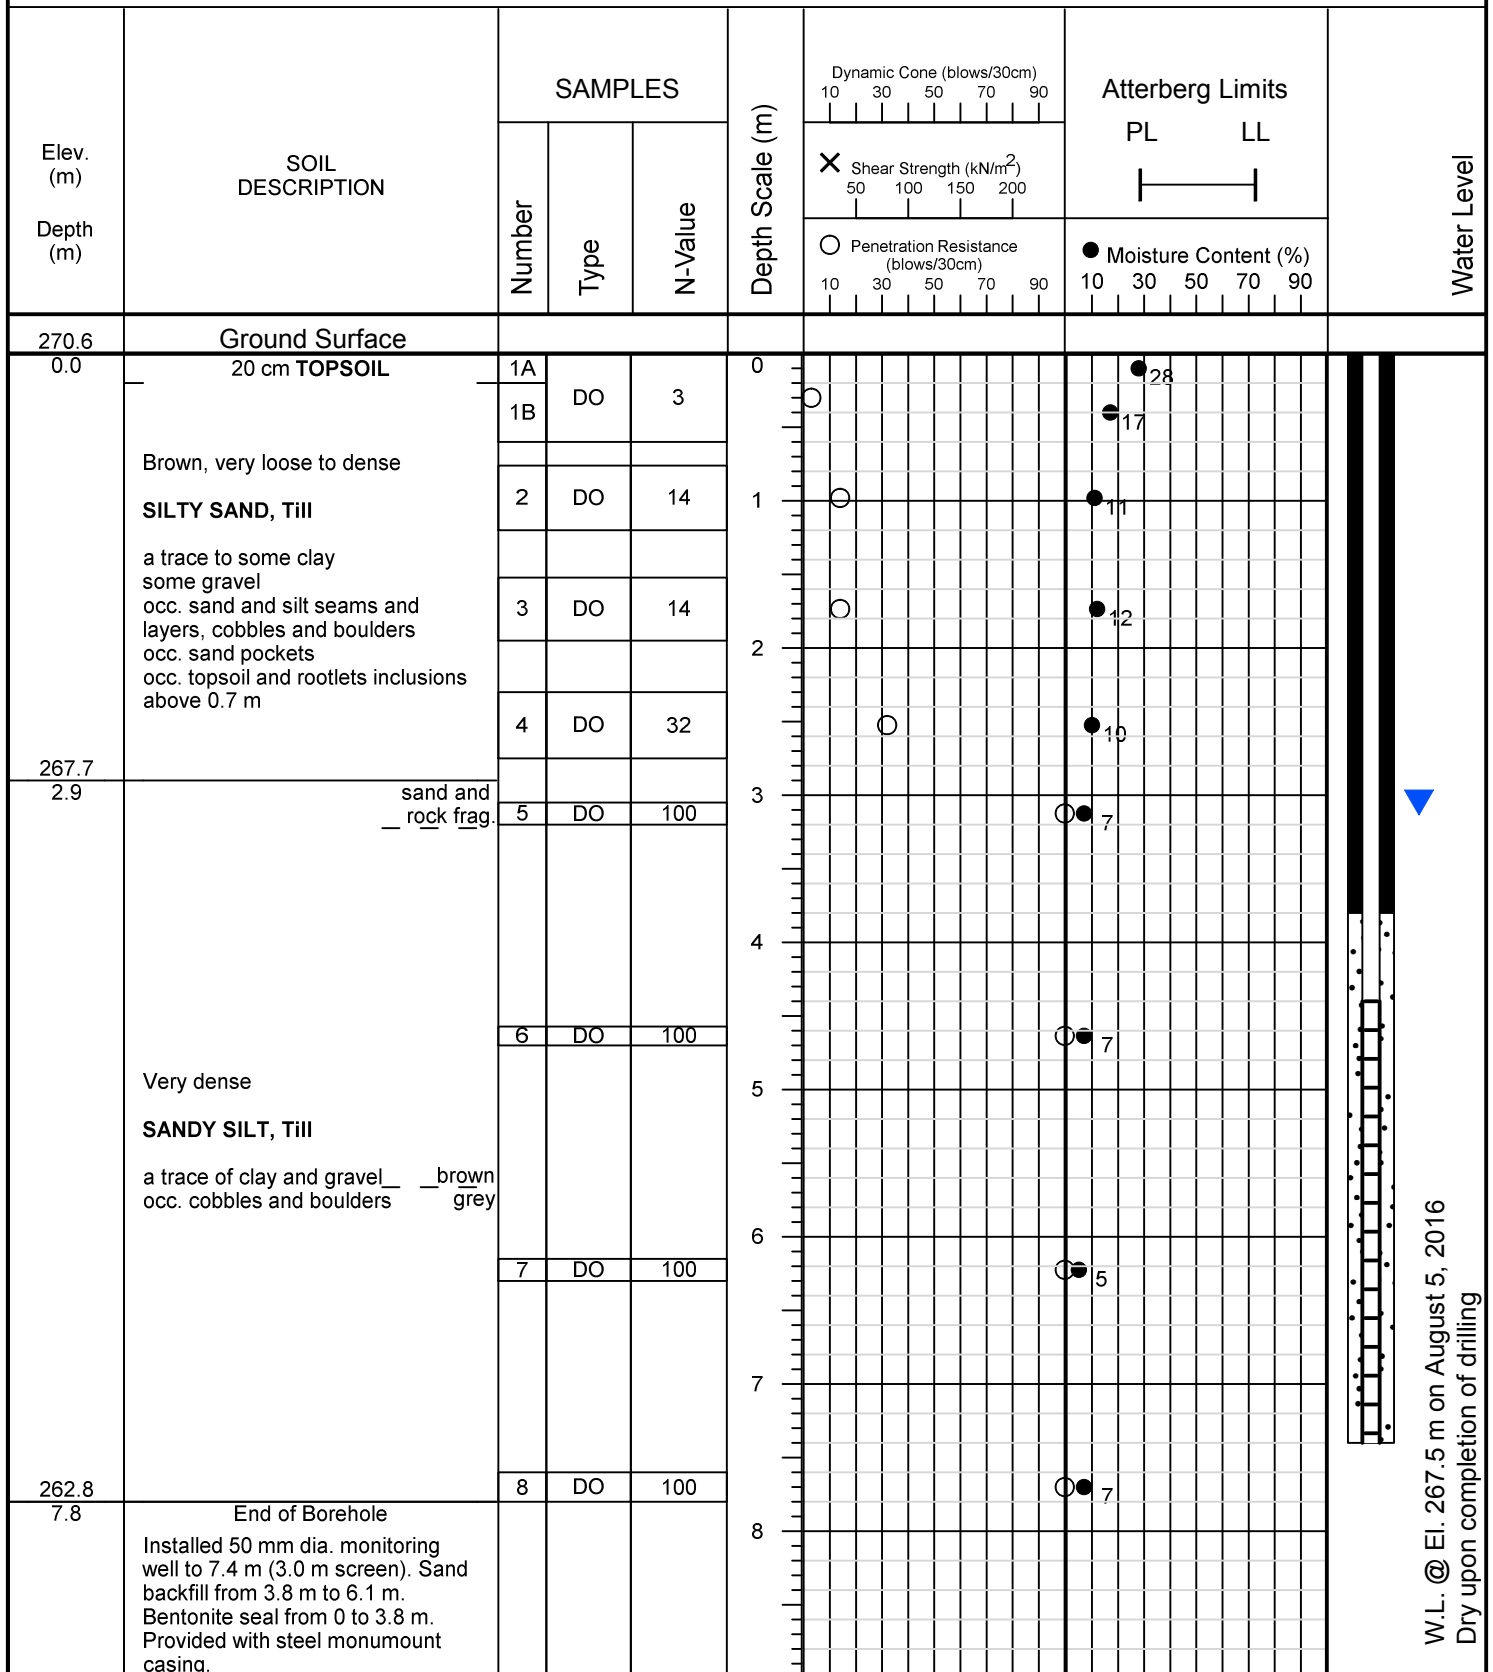 SAMPLES
Elev.
(m)
Depth
(m)
SOIL
DESCRIPTION
Number
Type
N-Value
Depth Scale (m)
Dynamic Cone (blows/30cm)
10 30 50 70 90
Shear Strength (kN/m2)
50 100 150 200
Penetration Resistance
(blows/30cm)
10 30 50 70 90
Atterberg Limits
PL LL
Moisture Content (%)
10 30 50 70 90
Water Level
270.6 Ground Surface
0.0 20 cm TOPSOIL 1A 0
28
DO 3
1B 17
Brown, very loose to dense
2 DO 14 1 11
SILTY SAND, Till
a trace to some clay
some gravel
occ. sand and silt seams and 3 DO 14 12
layers, cobbles and boulders
occ. sand pockets 2
occ. topsoil and rootlets inclusions
above 0.7 m
4 DO 32 10
267.7
2.9 sand and 3
rock frag. 5 DO 100 7
4
6 DO 100 7
Very dense 5
SANDY SILT, Till
a trace of clay and gravel brown
occ. cobbles and boulders grey
6
7 DO 100 5
7
262.8 8 DO 100 7
7.8 End of Borehole
8
Installed 50 mm dia. monitoring
well to 7.4 m (3.0 m screen). Sand
backfill from 3.8 m to 6.1 m.
Bentonite seal from 0 to 3.8 m.
Provided with steel monumount
casing.
W.L. @ El. 267.5 m on August 5, 2016
Dry upon completion of drilling